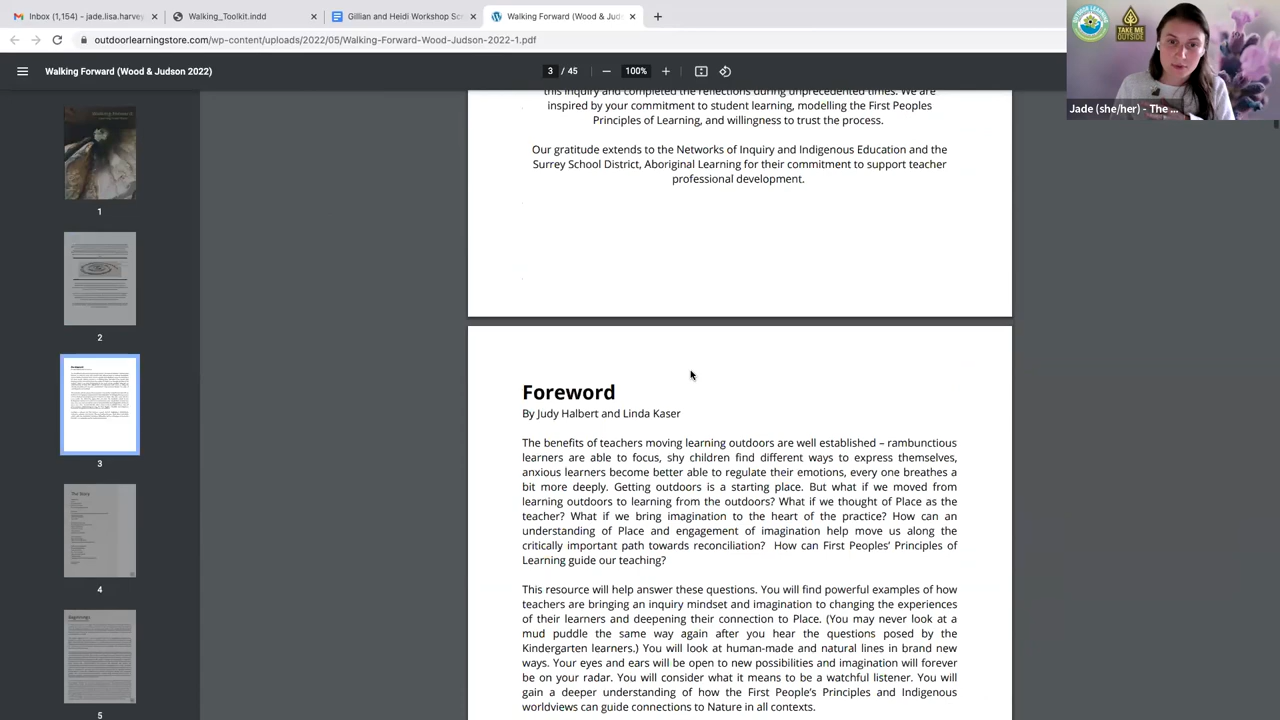 Inbox (1,154) - jade.lisa.harvey
Walking_Toolkit.indd
Gillian and Heidi Workshop Scr
Walking Forward (Wood & Juds
outdoorlearningstore.com/wp-content/uploads/2022/05/Walking-Forward-Wood-Judson-2022-1.pdf
Walking Forward (Wood & Judson 2022)
3 / 45
100%
OUTDOOR LEARNING
TAKE ME OUTSIDE
Jade (she/her) - The ...
1
2
3
The Story
4
Beginnings
5
this inquiry and completed the reflections during unprecedented times. We are
inspired by your commitment to student learning, modelling the First Peoples
Principles of Learning, and willingness to trust the process.
Our gratitude extends to the Networks of Inquiry and Indigenous Education and the
Surrey School District, Aboriginal Learning for their commitment to support teacher
professional development.
Foreword
By Judy Halbert and Linda Kaser
The benefits of teachers moving learning outdoors are well established – rambunctious
learners are able to focus, shy children find different ways to express themselves,
anxious learners become better able to regulate their emotions, every one breathes a
bit more deeply. Getting outdoors is a starting place. But what if we moved from
learning outdoors to learning from the outdoors? What if we thought of Place as the
teacher? What if we bring imagination to the heart of the practice? How can an
understanding of Place and engagement of imagination help move us along the
critically important path towards reconciliation? How can First Peoples’ Principles of
Learning guide our teaching?
This resource will help answer these questions. You will find powerful examples of how
teachers are bringing an inquiry mindset and imagination to changing the experiences
of their learners and deepening their connection to Place. (You may never look at a
mud puddle the same way again after you hear the questions posed by the
Kindergarten learners.) You will look at human-made and natural lines in brand new
ways. Your eyes and ears will be open to new possibilities and imagination will forever
be on your radar. You will consider what it means to be a watchful listener. You will
gain a deeper understanding of how the First People’s Principles and Indigenous
worldviews can guide connections to Nature in all contexts.